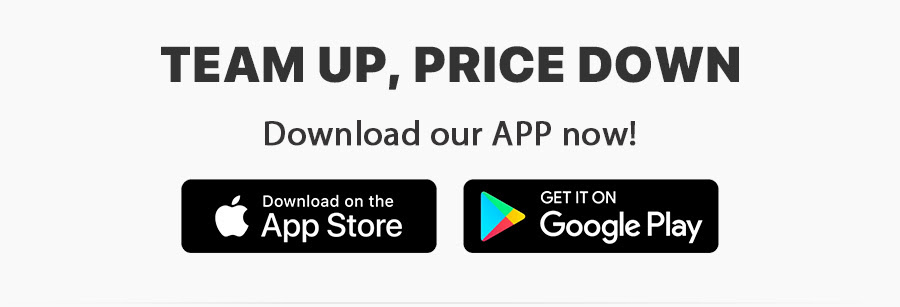 TEAM UP, PRICE DOWN
Download our APP now!
Download on the
App Store
GET IT ON
Google Play